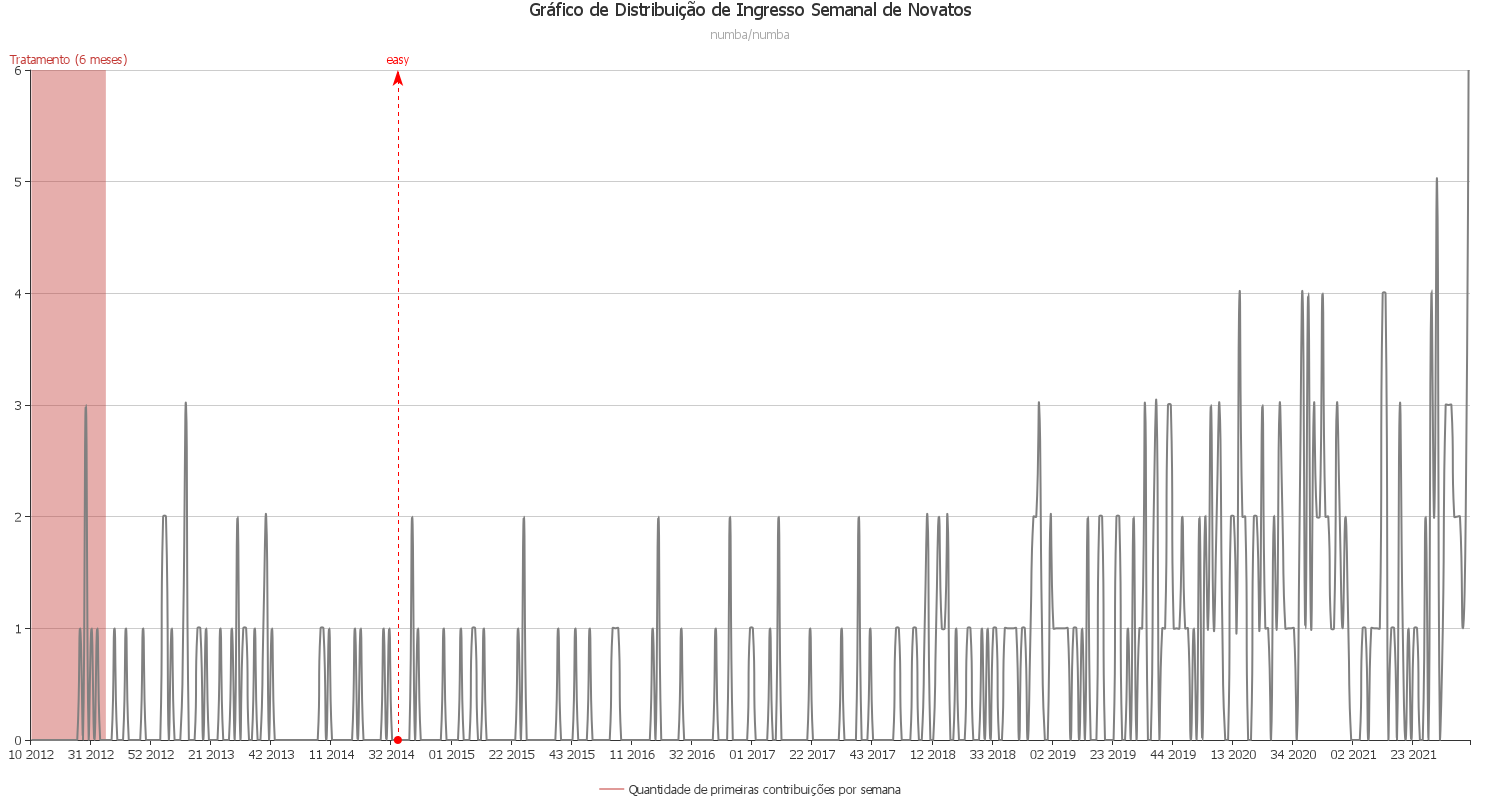 Gráfico de Distribuição de Ingresso Semanal de Novatos
numba/numba
Tratamento (6 meses)
easy
6
5
4
3
2
1
0
10 2012 31 2012 52 2012 21 2013 42 2013 11 2014 32 2014 01 2015 22 2015 43 2015 11 2016 32 2016 01 2017 22 2017 43 2017 12 2018 33 2018 02 2019 23 2019 44 2019 13 2020 34 2020 02 2021 23 2021
Quantidade de primeiras contribuições por semana